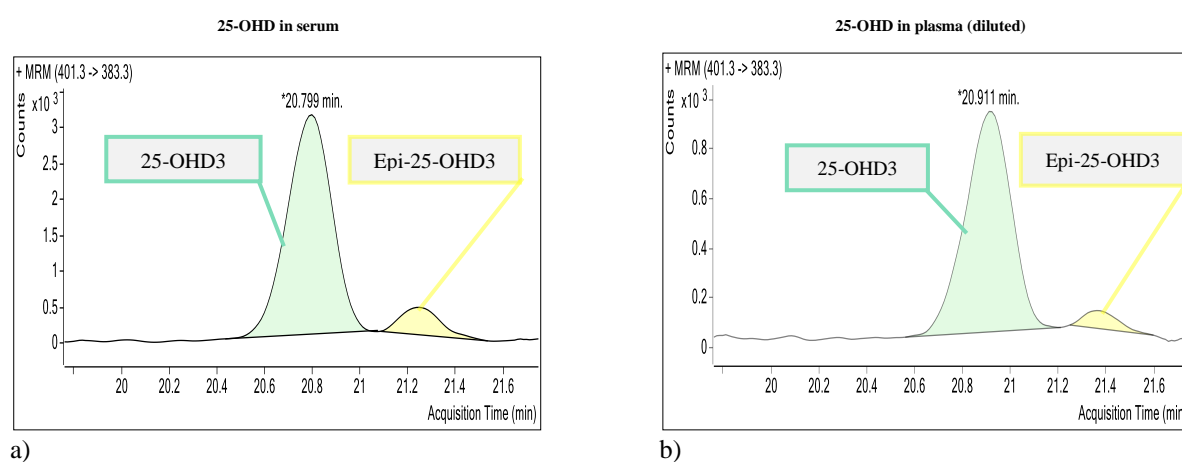 25-OHD in serum
+ MRM (401.3 -> 383.3)
x10 3
Counts
*20.799 min.
25-OHD3
Epi-25-OHD3
3
2.5
2
1.5
1
0.5
0
20 20.2 20.4 20.6 20.8 21 21.2 21.4 21.6
Acquisition Time (min)
a)
25-OHD in plasma (diluted)
+ MRM (401.3 -> 383.3)
x10 3
Counts
*20.911 min.
25-OHD3
Epi-25-OHD3
1
0.8
0.6
0.4
0.2
0
20 20.2 20.4 20.6 20.8 21 21.2 21.4 21.6
Acquisition Time (min)
b)